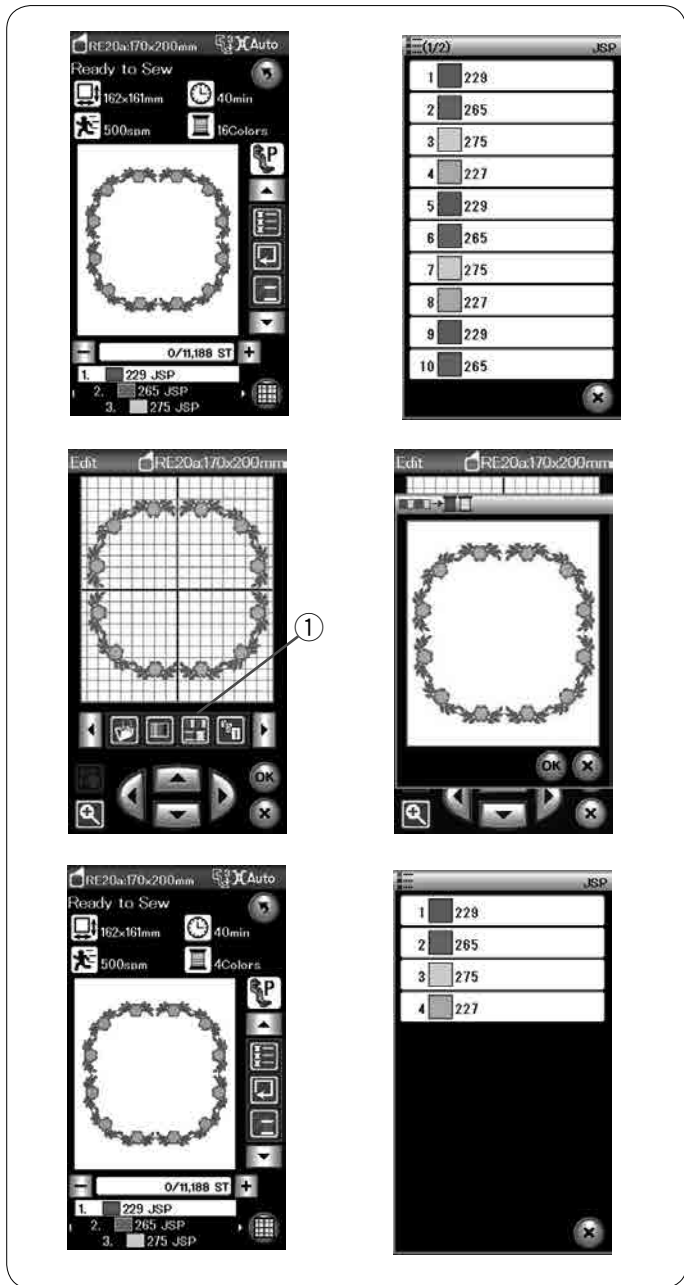 RE20a:170x200mm Auto
Ready to Sew
162x161mm 40min
500spm 16Colors
P
0/11,188 ST
1. 229 JSP
2. 265 JSP
3. 275 JSP
(1/2) JSP
1 229
2 265
3 275
4 227
5 229
6 265
7 275
8 227
9 229
10 265
Edit RE20a:170x200mm
1
OK
Edit RE20a:170x200mm
OK
RE20a:170x200mm Auto
Ready to Sew
162x161mm 40min
500spm 4Colors
P
0/11,188 ST
1. 229 JSP
2. 265 JSP
3. 275 JSP
JSP
1 229
2 265
3 275
4 227